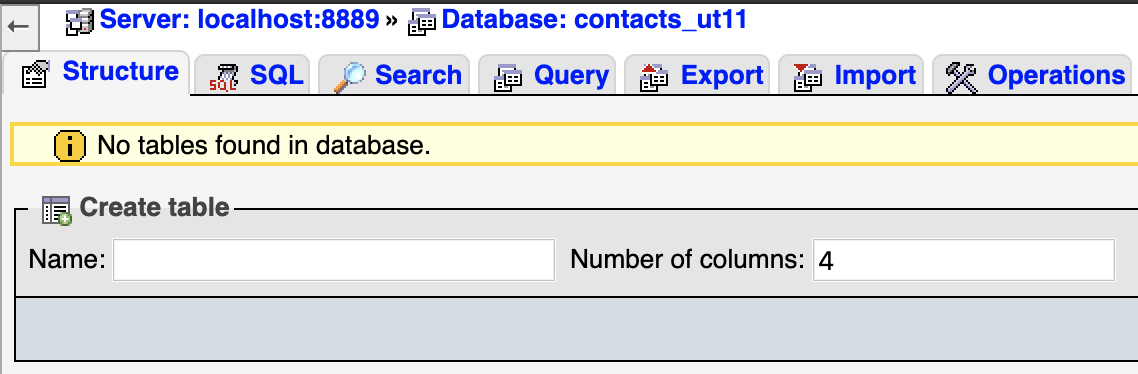 Server: localhost:8889 » Database: contacts_ut11
Structure SQL Search Query Export Import Operations
No tables found in database.
Create table
Name: Number of columns: 4